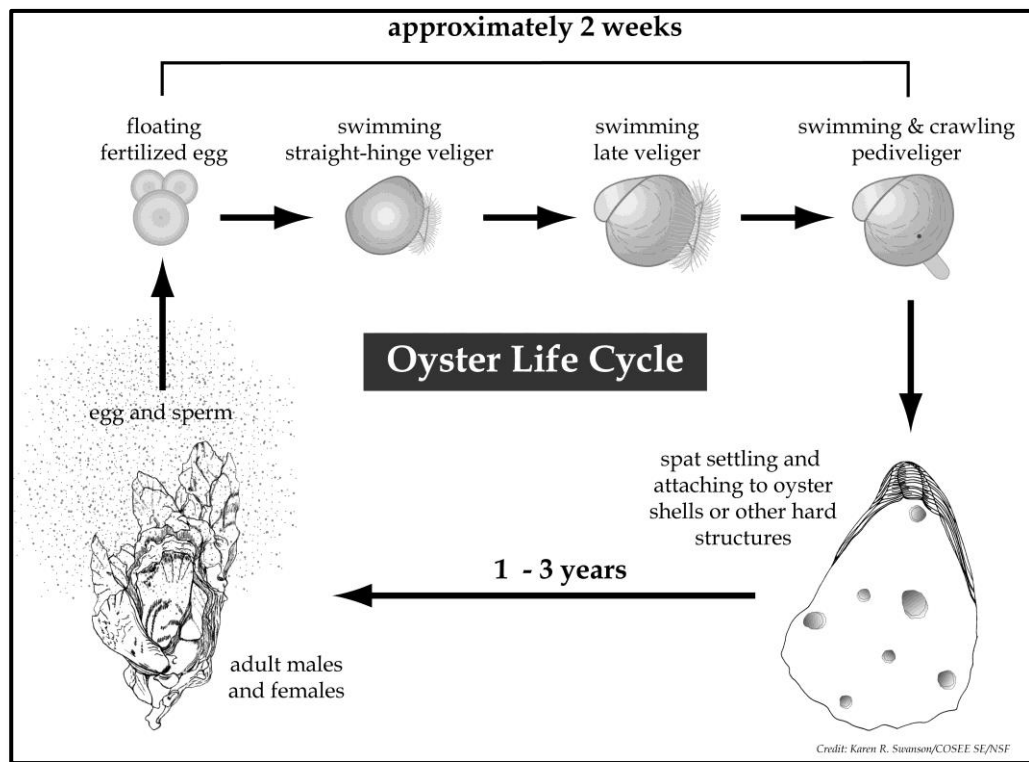 approximately 2 weeks
floating
fertilized egg
swimming
straight-hinge veliger
swimming
late veliger
swimming & crawling
pediveliger
Oyster Life Cycle
egg and sperm
spat settling and
attaching to oyster
shells or other hard
structures
1 - 3 years
adult males
and females
Credit: Karen R. Swanson/COSEE SE/NSF